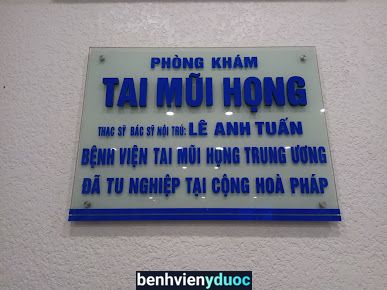 PHÒNG KHÁM
TAI MŨI HỌNG
THẠC SỸ BÁC SỸ NỘI TRÚ: LÊ ANH TUẤN
BỆNH VIỆN TAI MŨI HỌNG TRUNG ƯƠNG
ĐÃ TU NGHIỆP TẠI CỘNG HOÀ PHÁP
benhvienyduoc